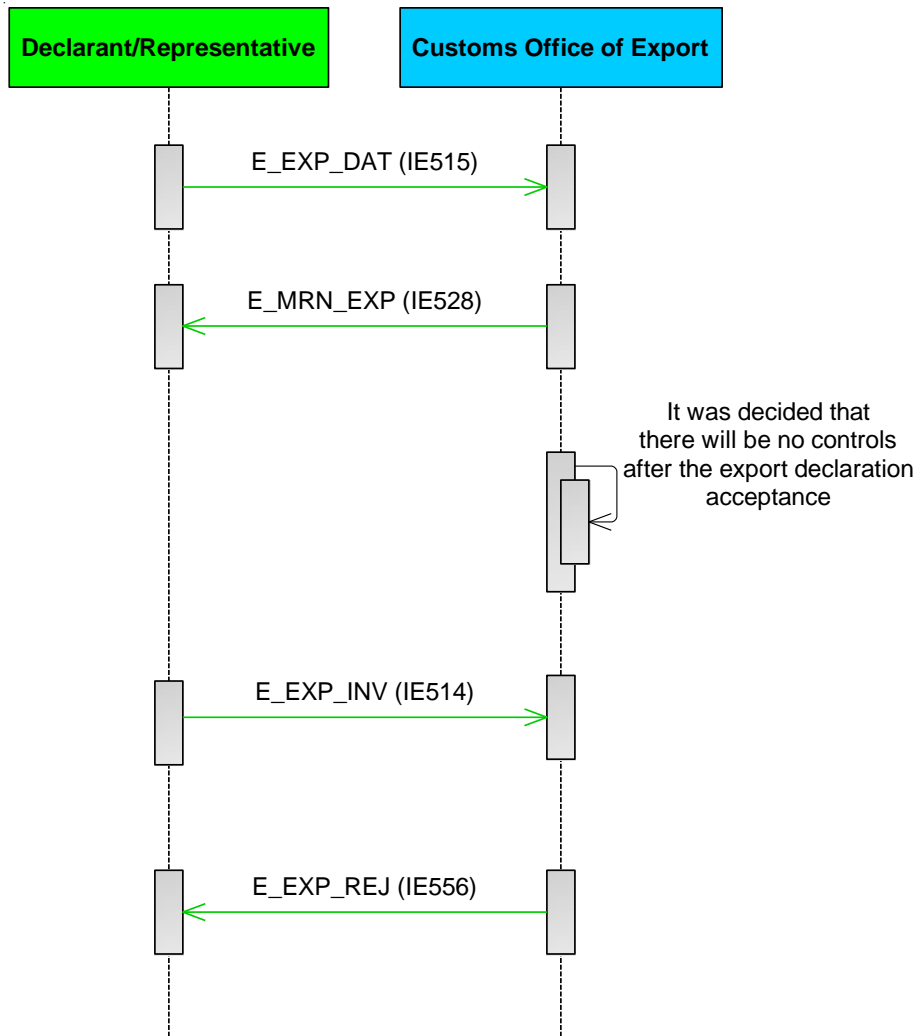 Declarant/Representative
Customs Office of Export
E_EXP_DAT (IE515)
E_MRN_EXP (IE528)
It was decided that
there will be no controls
after the export declaration
acceptance
E_EXP_INV (IE514)
E_EXP_REJ (IE556)